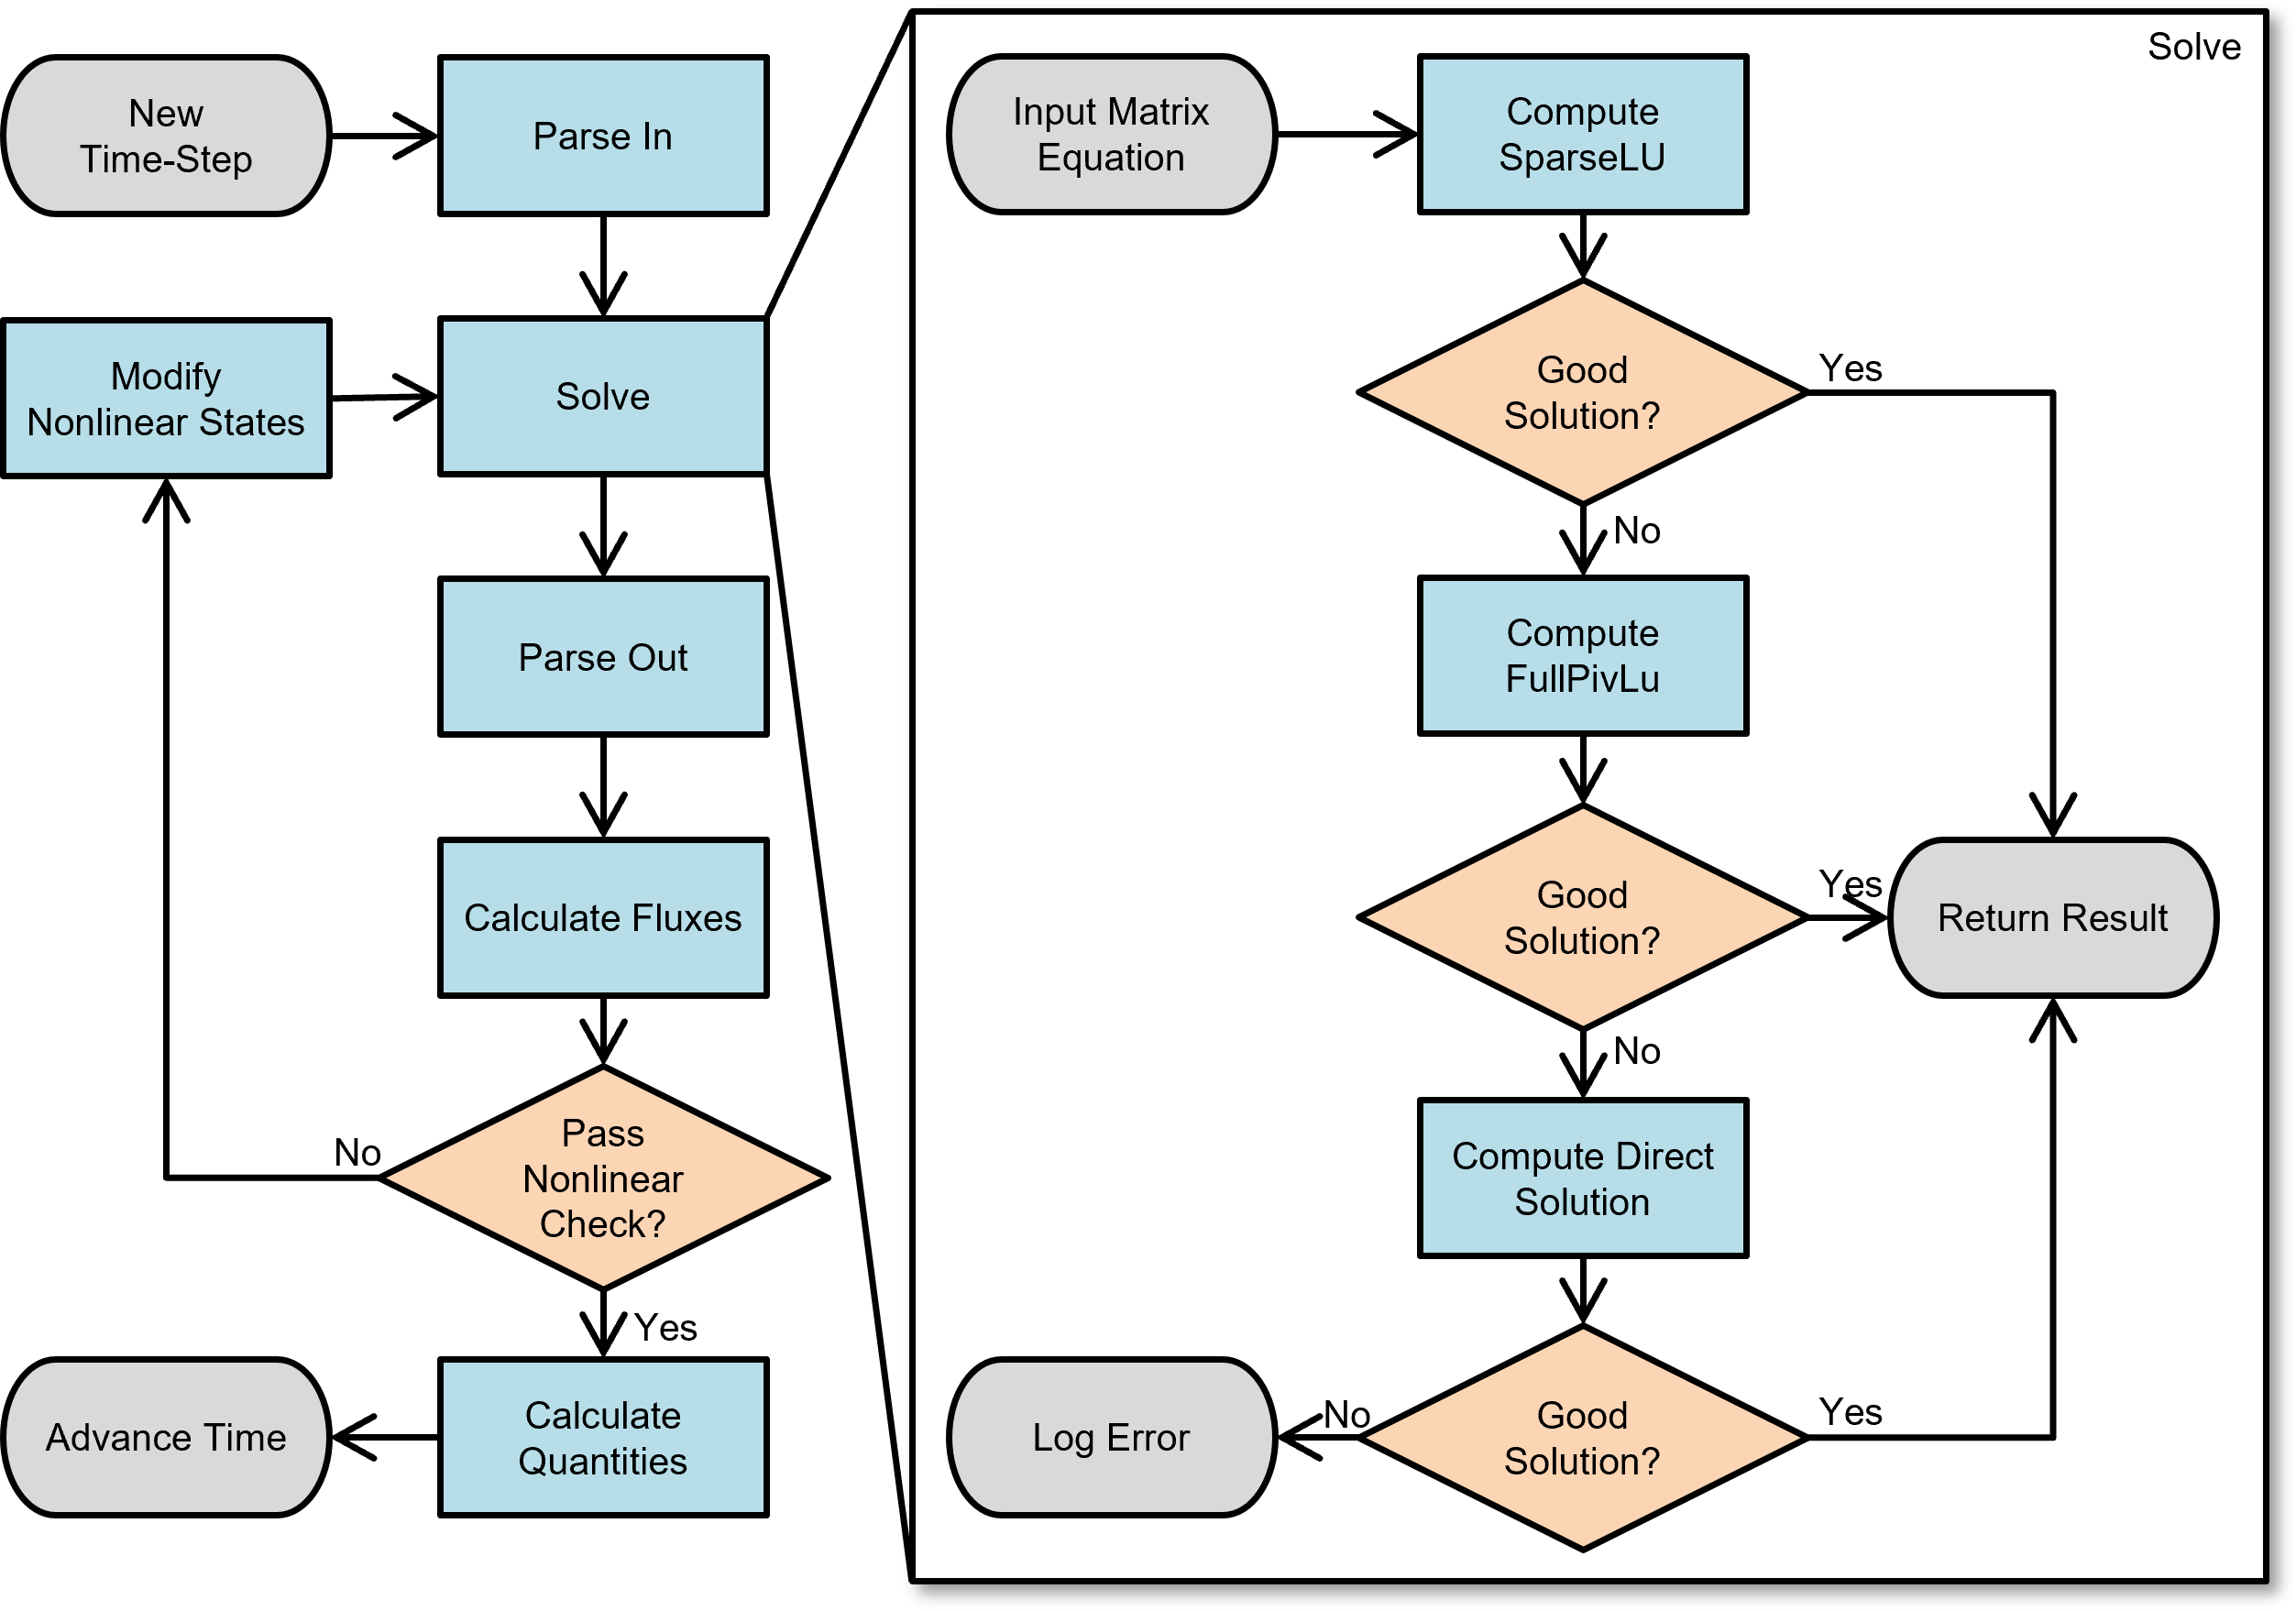 New
Time-Step
Parse In
Modify
Nonlinear States
Solve
Parse Out
Calculate Fluxes
Pass
Nonlinear
Check?
No
Yes
Calculate
Quantities
Advance Time
Solve
Input Matrix
Equation
Compute
SparseLU
Good
Solution?
Yes
No
Compute
FullPivLu
Good
Solution?
Yes
Return Result
No
Compute Direct
Solution
Good
Solution?
Yes
No
Log Error